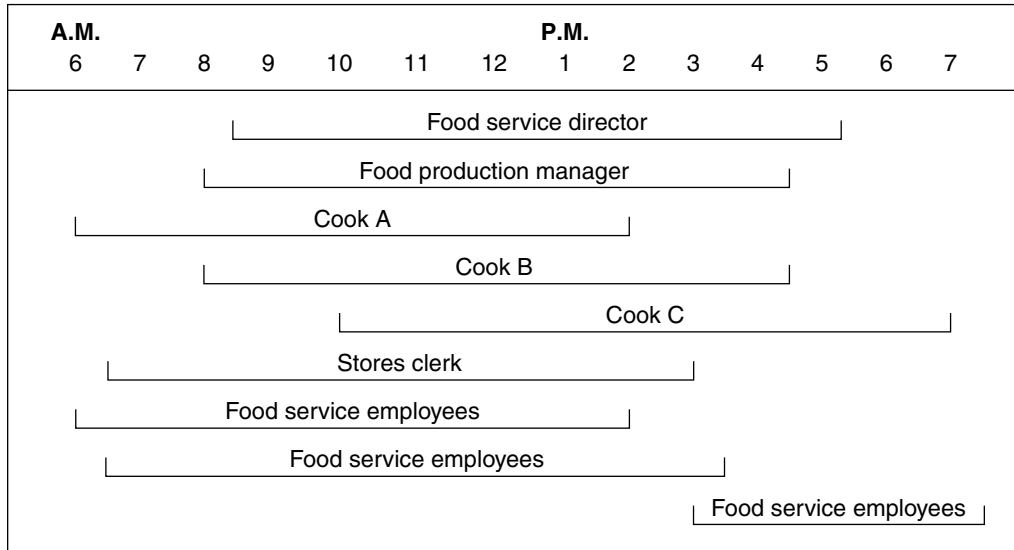 A.M. P.M.
6 7 8 9 10 11 12 1 2 3 4 5 6 7
Food service director
Food production manager
Cook A
Cook B
Cook C
Stores clerk
Food service employees
Food service employees
Food service employees